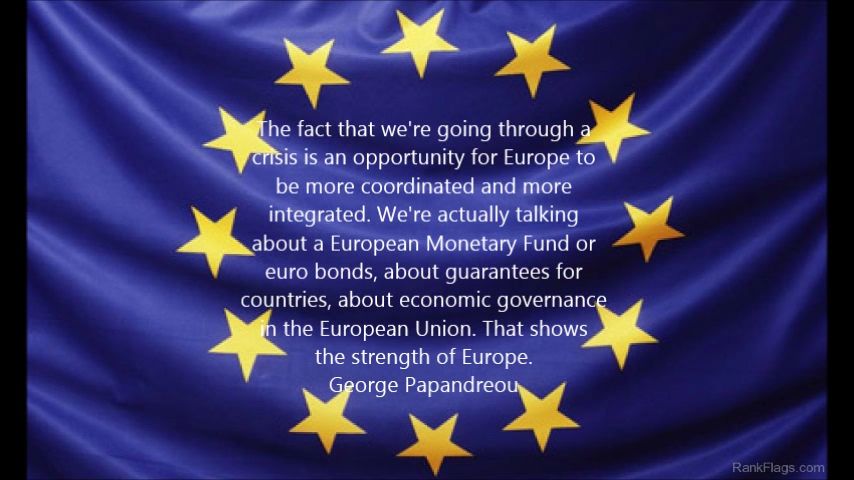 The fact that we're going through a
crisis is an opportunity for Europe to
be more coordinated and more
integrated. We're actually talking
about a European Monetary Fund or
euro bonds, about guarantees for
countries, about economic governance
in the European Union. That shows
the strength of Europe.
George Papandreou
RankFlags.com